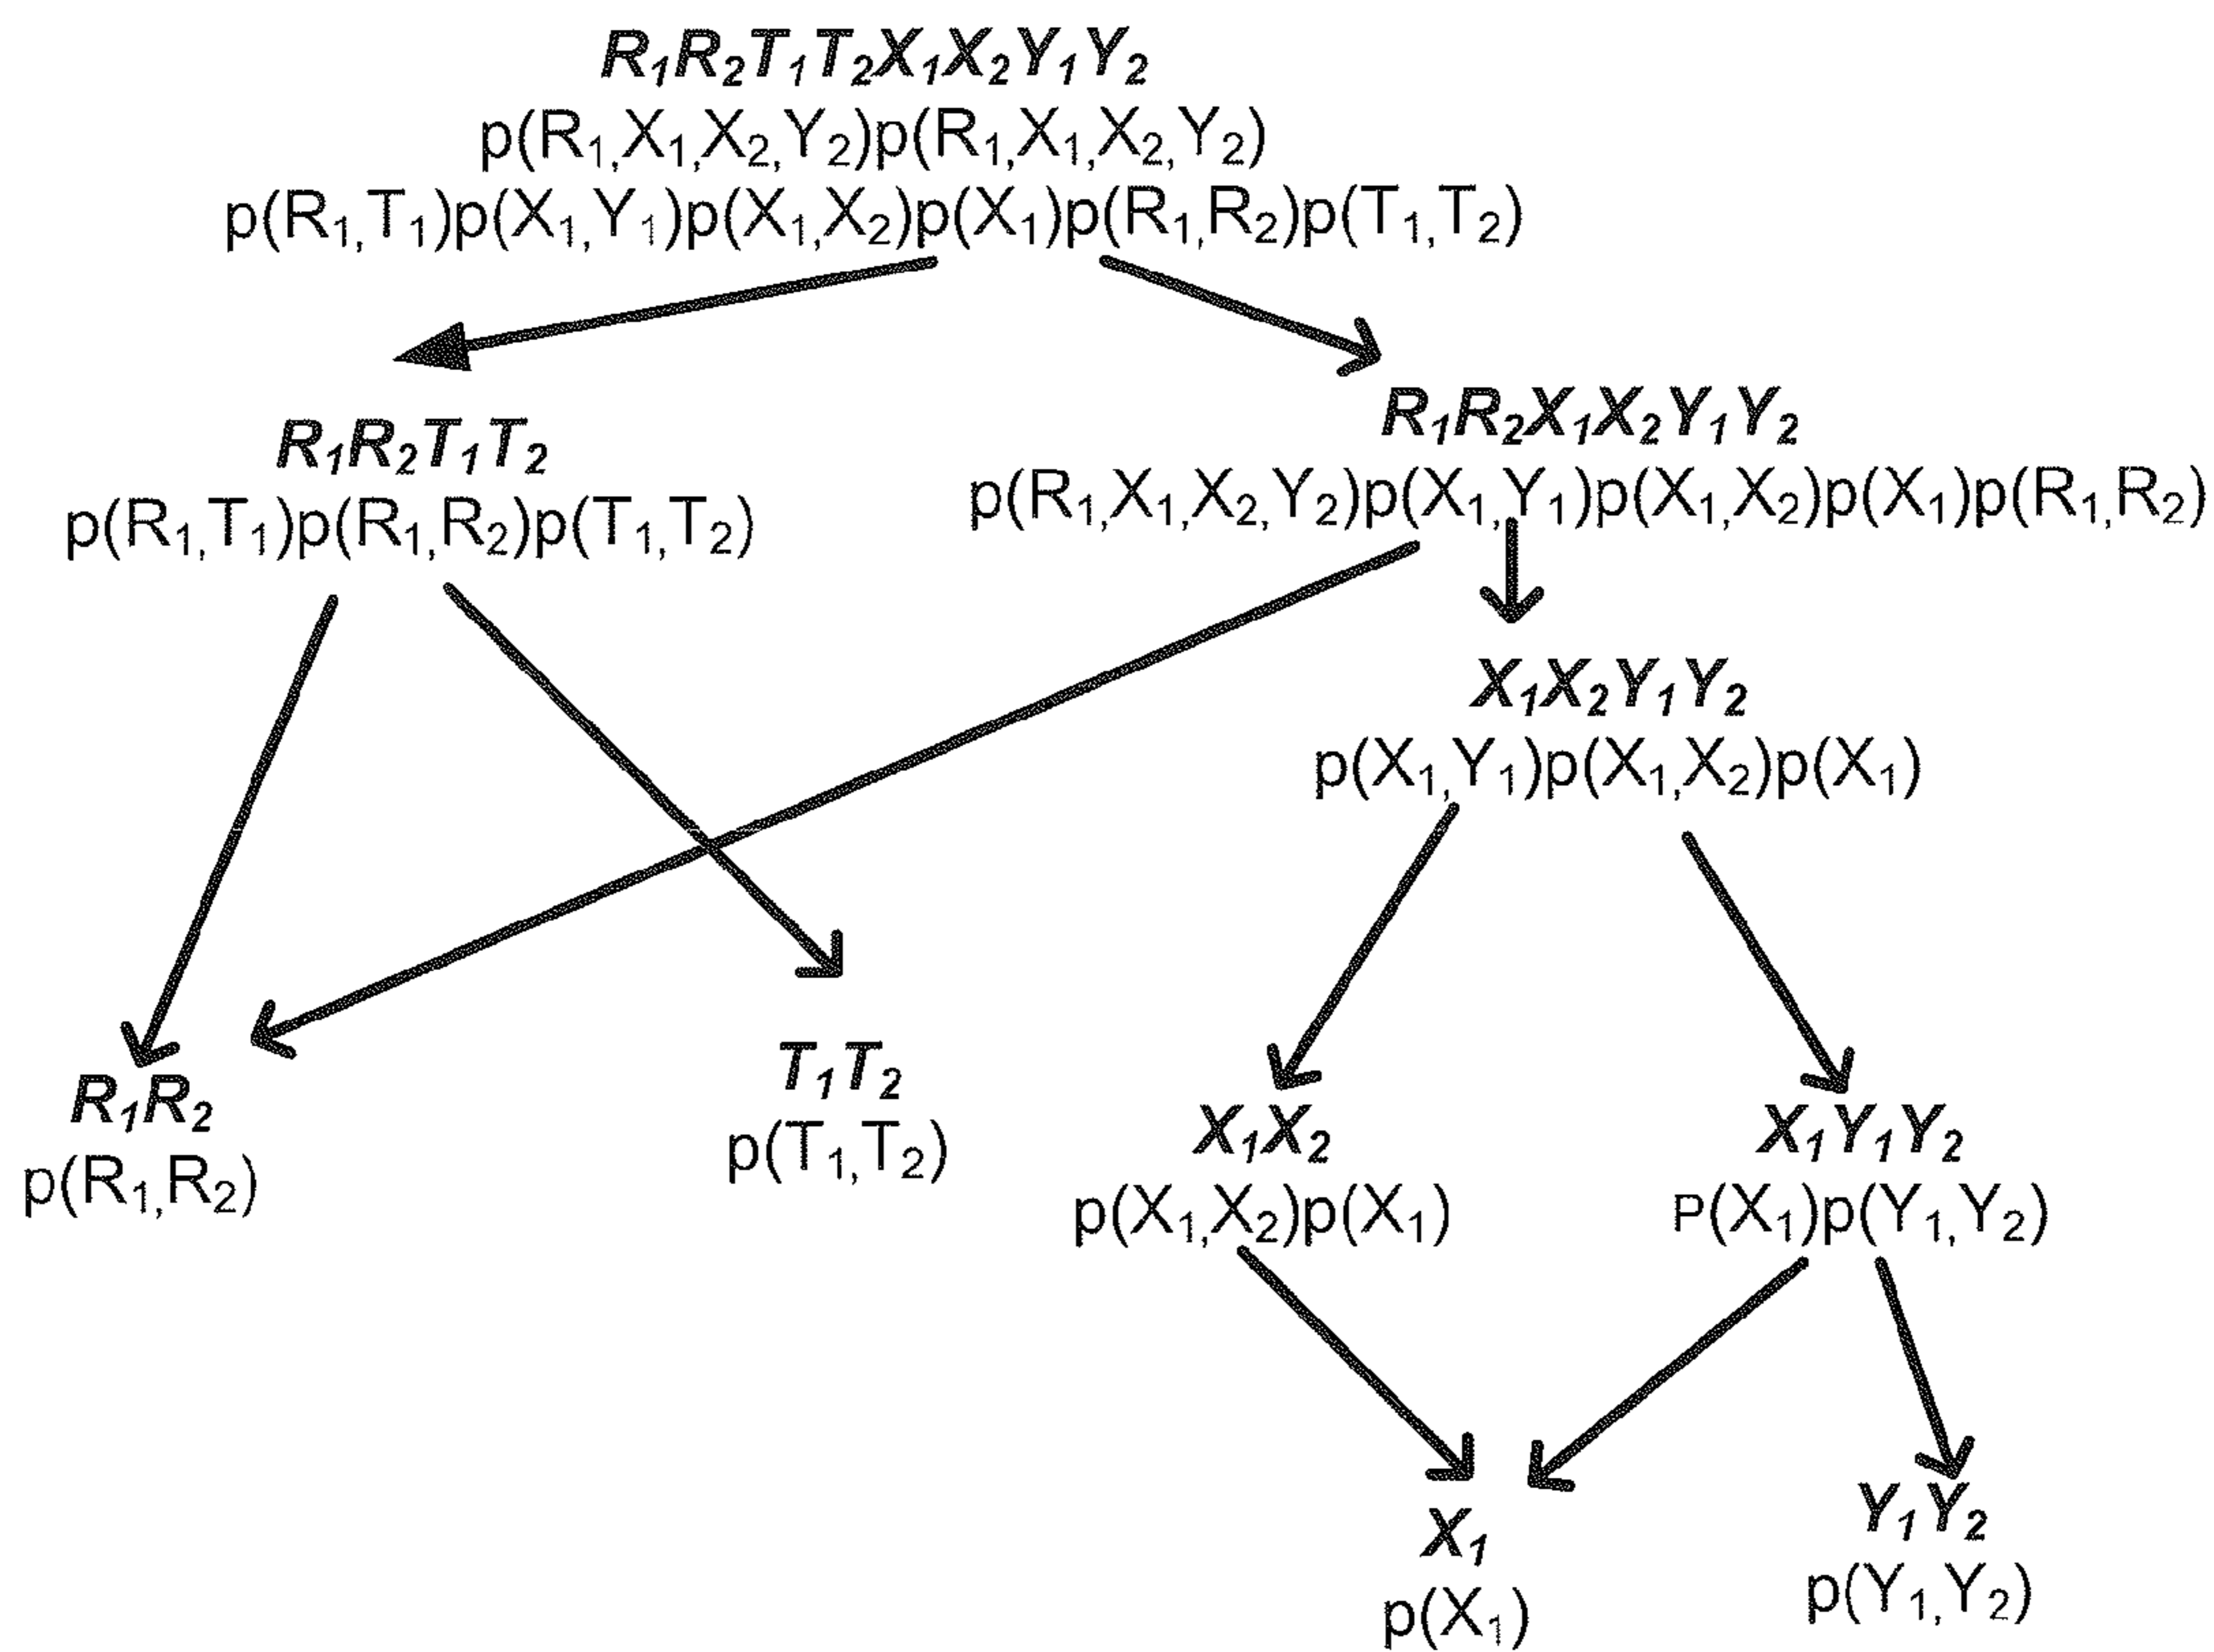 R₁R₂T₁T₂X₁X₂Y₁Y₂
p(R₁,X₁,X₂,Y₂)p(R₁,X₁,X₂,Y₂)
p(R₁,T₁)p(X₁,Y₁)p(X₁,X₂)p(X₁)p(R₁,R₂)p(T₁,T₂)
R₁R₂T₁T₂
p(R₁,T₁)p(R₁,R₂)p(T₁,T₂)
R₁R₂X₁X₂Y₁Y₂
p(R₁,X₁,X₂,Y₂)p(X₁,Y₁)p(X₁,X₂)p(X₁)p(R₁,R₂)
X₁X₂Y₁Y₂
p(X₁,Y₁)p(X₁,X₂)p(X₁)
R₁R₂
p(R₁,R₂)
T₁T₂
p(T₁,T₂)
X₁X₂
p(X₁,X₂)p(X₁)
X₁Y₁Y₂
P(X₁)p(Y₁,Y₂)
X₁
p(X₁)
Y₁Y₂
p(Y₁,Y₂)